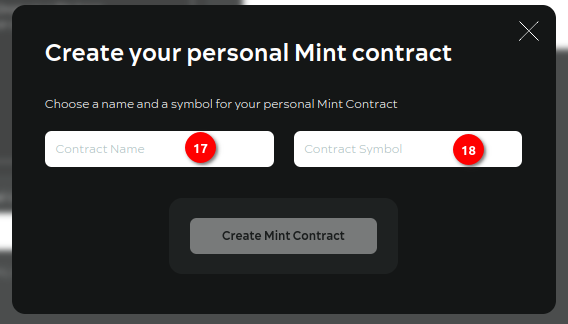 Create your personal Mint contract
Choose a name and a symbol for your personal Mint Contract
Contract Name 17 Contract Symbol 18
Create Mint Contract